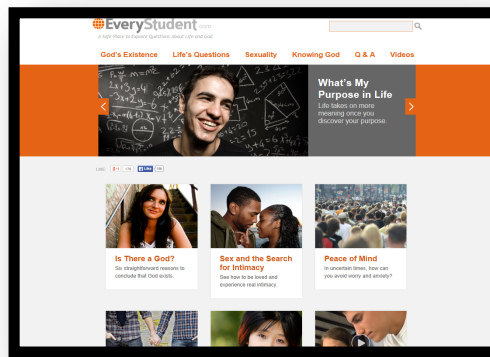 EveryStudent.com
a Safe Place to Explore Questions about Life and God
God's Existence Life's Questions Sexuality Knowing God Q & A Videos
What's My
Purpose in Life
Life takes on more
meaning once you
discover your purpose.
LIKE:
Like
Is There a God?
Six straightforward reasons to
conclude that God exists.
Sex and the Search
for Intimacy
See how to be loved and
experience real intimacy.
Peace of Mind
In uncertain times, how can
you avoid worry and anxiety?